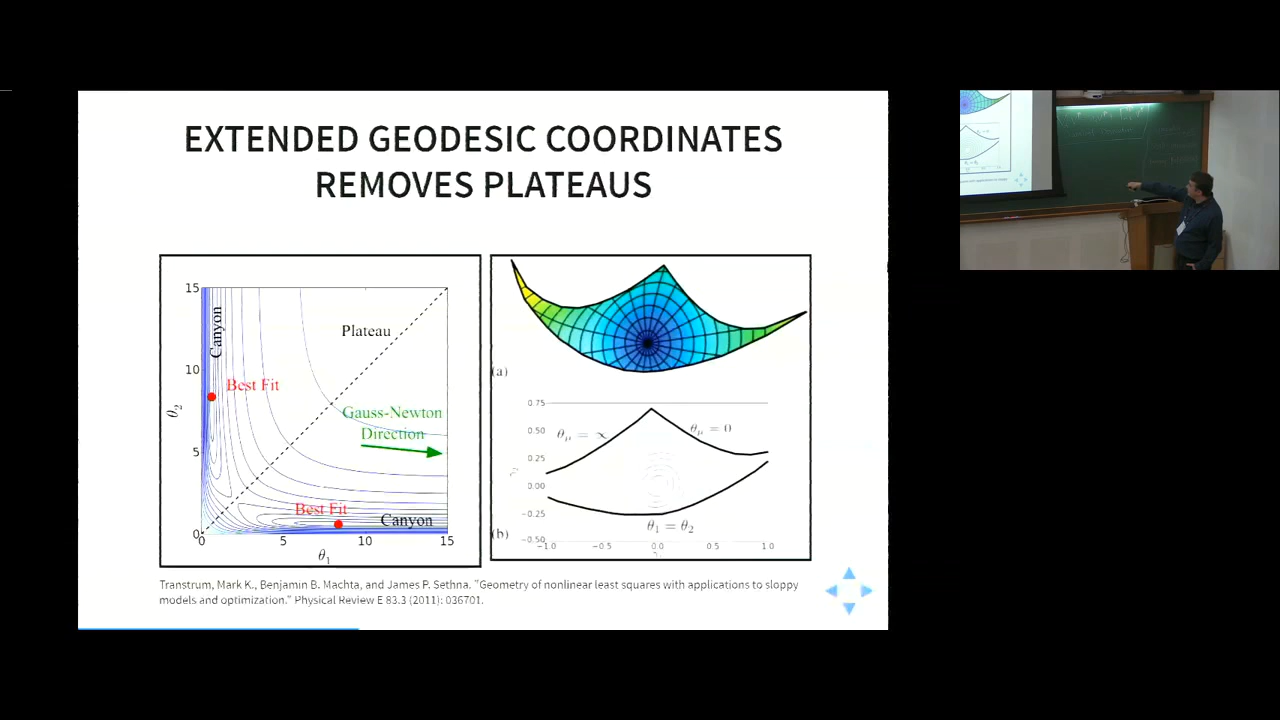 EXTENDED GEODESIC COORDINATES
REMOVES PLATEAUS
15
10
5
0
0
5
10
15
θ₂
θ₁
Canyon
Plateau
Best Fit
Gauss-Newton
Direction
Best Fit
Canyon
(a)
0.75
0.50
0.25
0.00
−0.25
−0.50
−1.0
−0.5
0.0
0.5
1.0
θμ = ∞
θμ = 0
θ₁ = θ₂
(b)
Transtrum, Mark K., Benjamin B. Machta, and James P. Sethna. "Geometry of nonlinear least squares with applications to sloppy
models and optimization." Physical Review E 83.3 (2011): 036701.